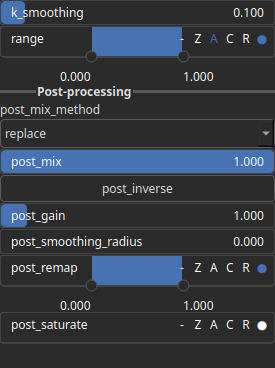 k_smoothing 0.100
range - Z A C R
0.000 1.000
Post-processing
post_mix_method
replace
post_mix 1.000
post_inverse
post_gain 1.000
post_smoothing_radius 0.000
post_remap - Z A C R
0.000 1.000
post_saturate - Z A C R